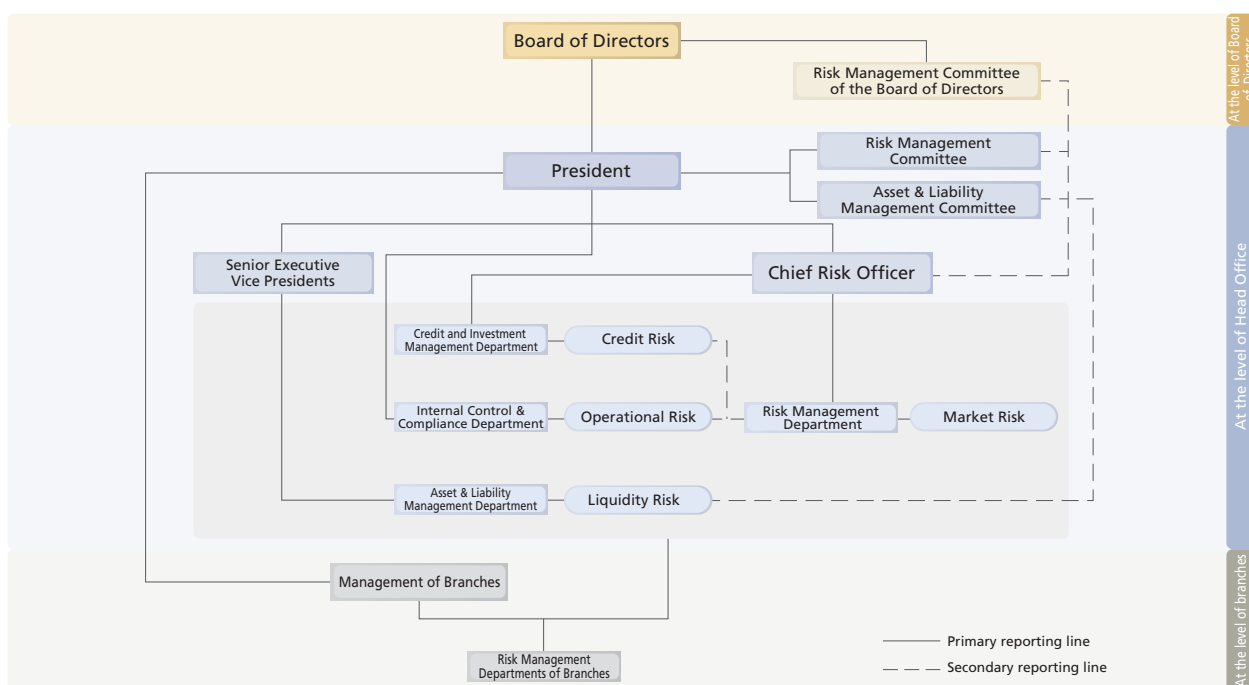 Board of Directors
Risk Management Committee
of the Board of Directors
At the level of Board
of Directors
President
Risk Management
Committee
Asset & Liability
Management Committee
Senior Executive
Vice Presidents
Chief Risk Officer
At the level of Head Office
Credit and Investment
Management Department
Credit Risk
Internal Control &
Compliance Department
Operational Risk
Risk Management
Department
Market Risk
Asset & Liability
Management Department
Liquidity Risk
Management of Branches
Risk Management
Departments of Branches
Primary reporting line
Secondary reporting line
At the level of branches